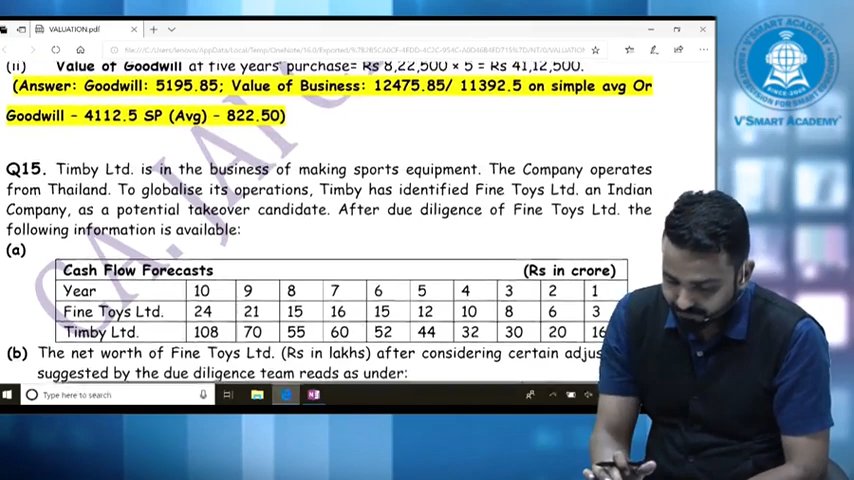 VALUATION.pdf
(ii) Value of Goodwill at five years' purchase= Rs 8,22,500 × 5 = Rs 41,12,500.
(Answer: Goodwill: 5195.85; Value of Business: 12475.85/ 11392.5 on simple avg Or
Goodwill – 4112.5 SP (Avg) – 822.50)
Q15. Timby Ltd. is in the business of making sports equipment. The Company operates
from Thailand. To globalise its operations, Timby has identified Fine Toys Ltd. an Indian
Company, as a potential takeover candidate. After due diligence of Fine Toys Ltd. the
following information is available:
(a)
Cash Flow Forecasts (Rs in crore)
Year 10 9 8 7 6 5 4 3 2 1
Fine Toys Ltd. 24 21 15 16 15 12 10 8 6 3
Timby Ltd. 108 70 55 60 52 44 32 30 20 16
(b) The net worth of Fine Toys Ltd. (Rs in lakhs) after considering certain adjus
suggested by the due diligence team reads as under:
Type here to search
V'SMART ACADEMY
SINCE-2008
V'SMART ACADEMY